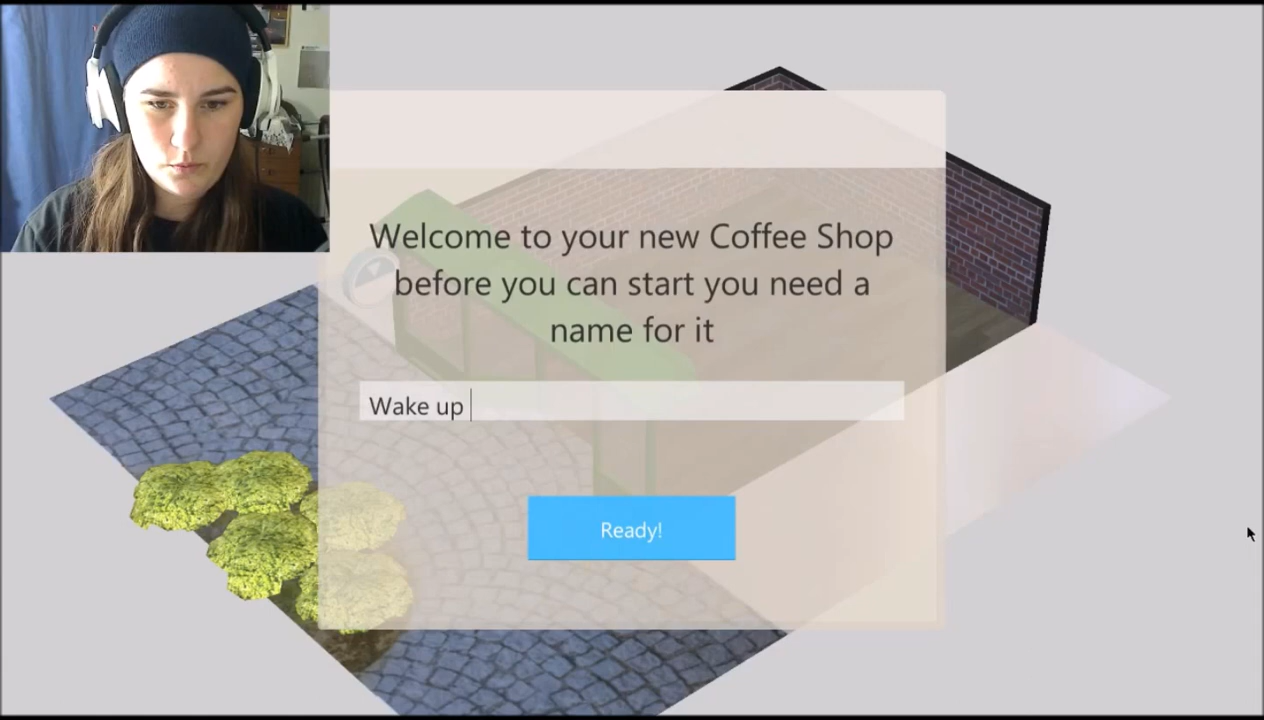 Welcome to your new Coffee Shop
before you can start you need a
name for it
Wake up
Ready!